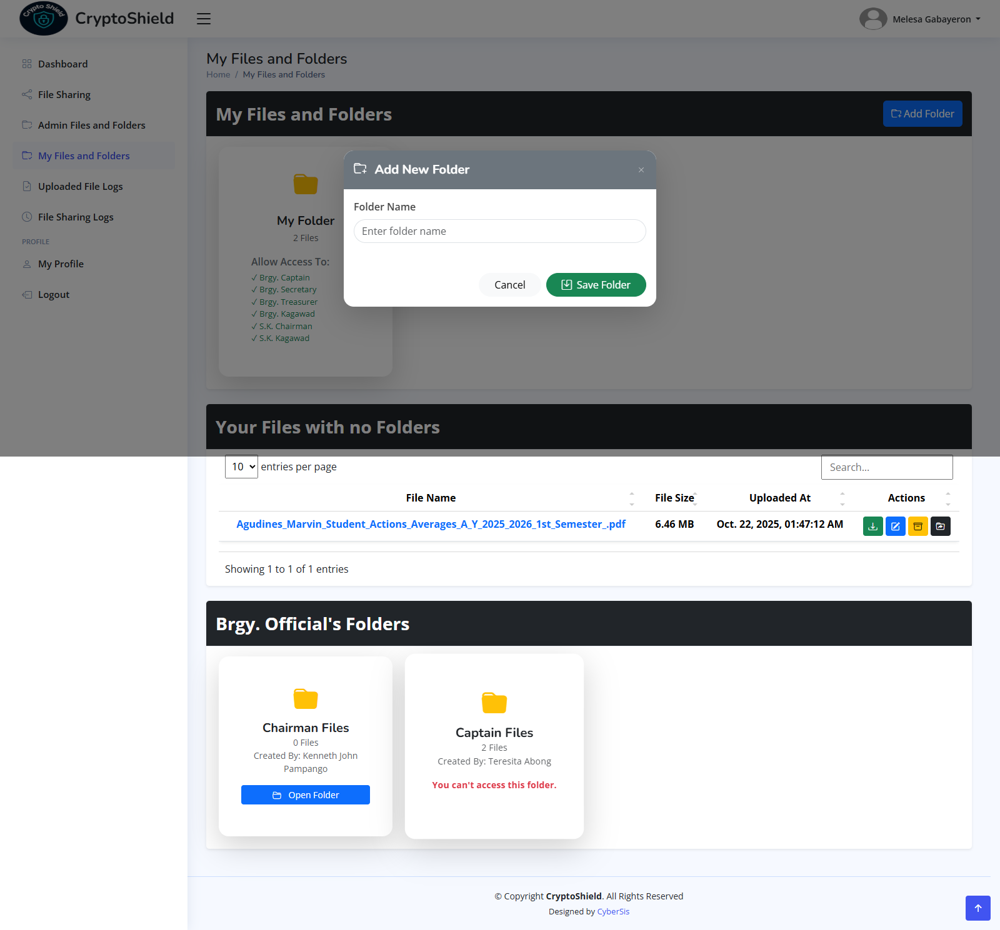 Crypto Shield
CryptoShield
Melesa Gabayeron
Dashboard
File Sharing
Admin Files and Folders
My Files and Folders
Uploaded File Logs
File Sharing Logs
PROFILE
My Profile
Logout
My Files and Folders
Home / My Files and Folders
My Files and Folders
Add Folder
My Folder
2 Files
Allow Access To:
✓ Brgy. Captain
✓ Brgy. Secretary
✓ Brgy. Treasurer
✓ Brgy. Kagawad
✓ S.K. Chairman
✓ S.K. Kagawad
Add New Folder
×
Folder Name
Enter folder name
Cancel
Save Folder
Your Files with no Folders
10 entries per page
Search...
File Name File Size Uploaded At Actions
Agudines_Marvin_Student_Actions_Averages_A_Y_2025_2026_1st_Semester_.pdf 6.46 MB Oct. 22, 2025, 01:47:12 AM
Showing 1 to 1 of 1 entries
Brgy. Official's Folders
Chairman Files
0 Files
Created By: Kenneth John
Pampango
Open Folder
Captain Files
2 Files
Created By: Teresita Abong
You can't access this folder.
© Copyright CryptoShield. All Rights Reserved
Designed by CyberSis